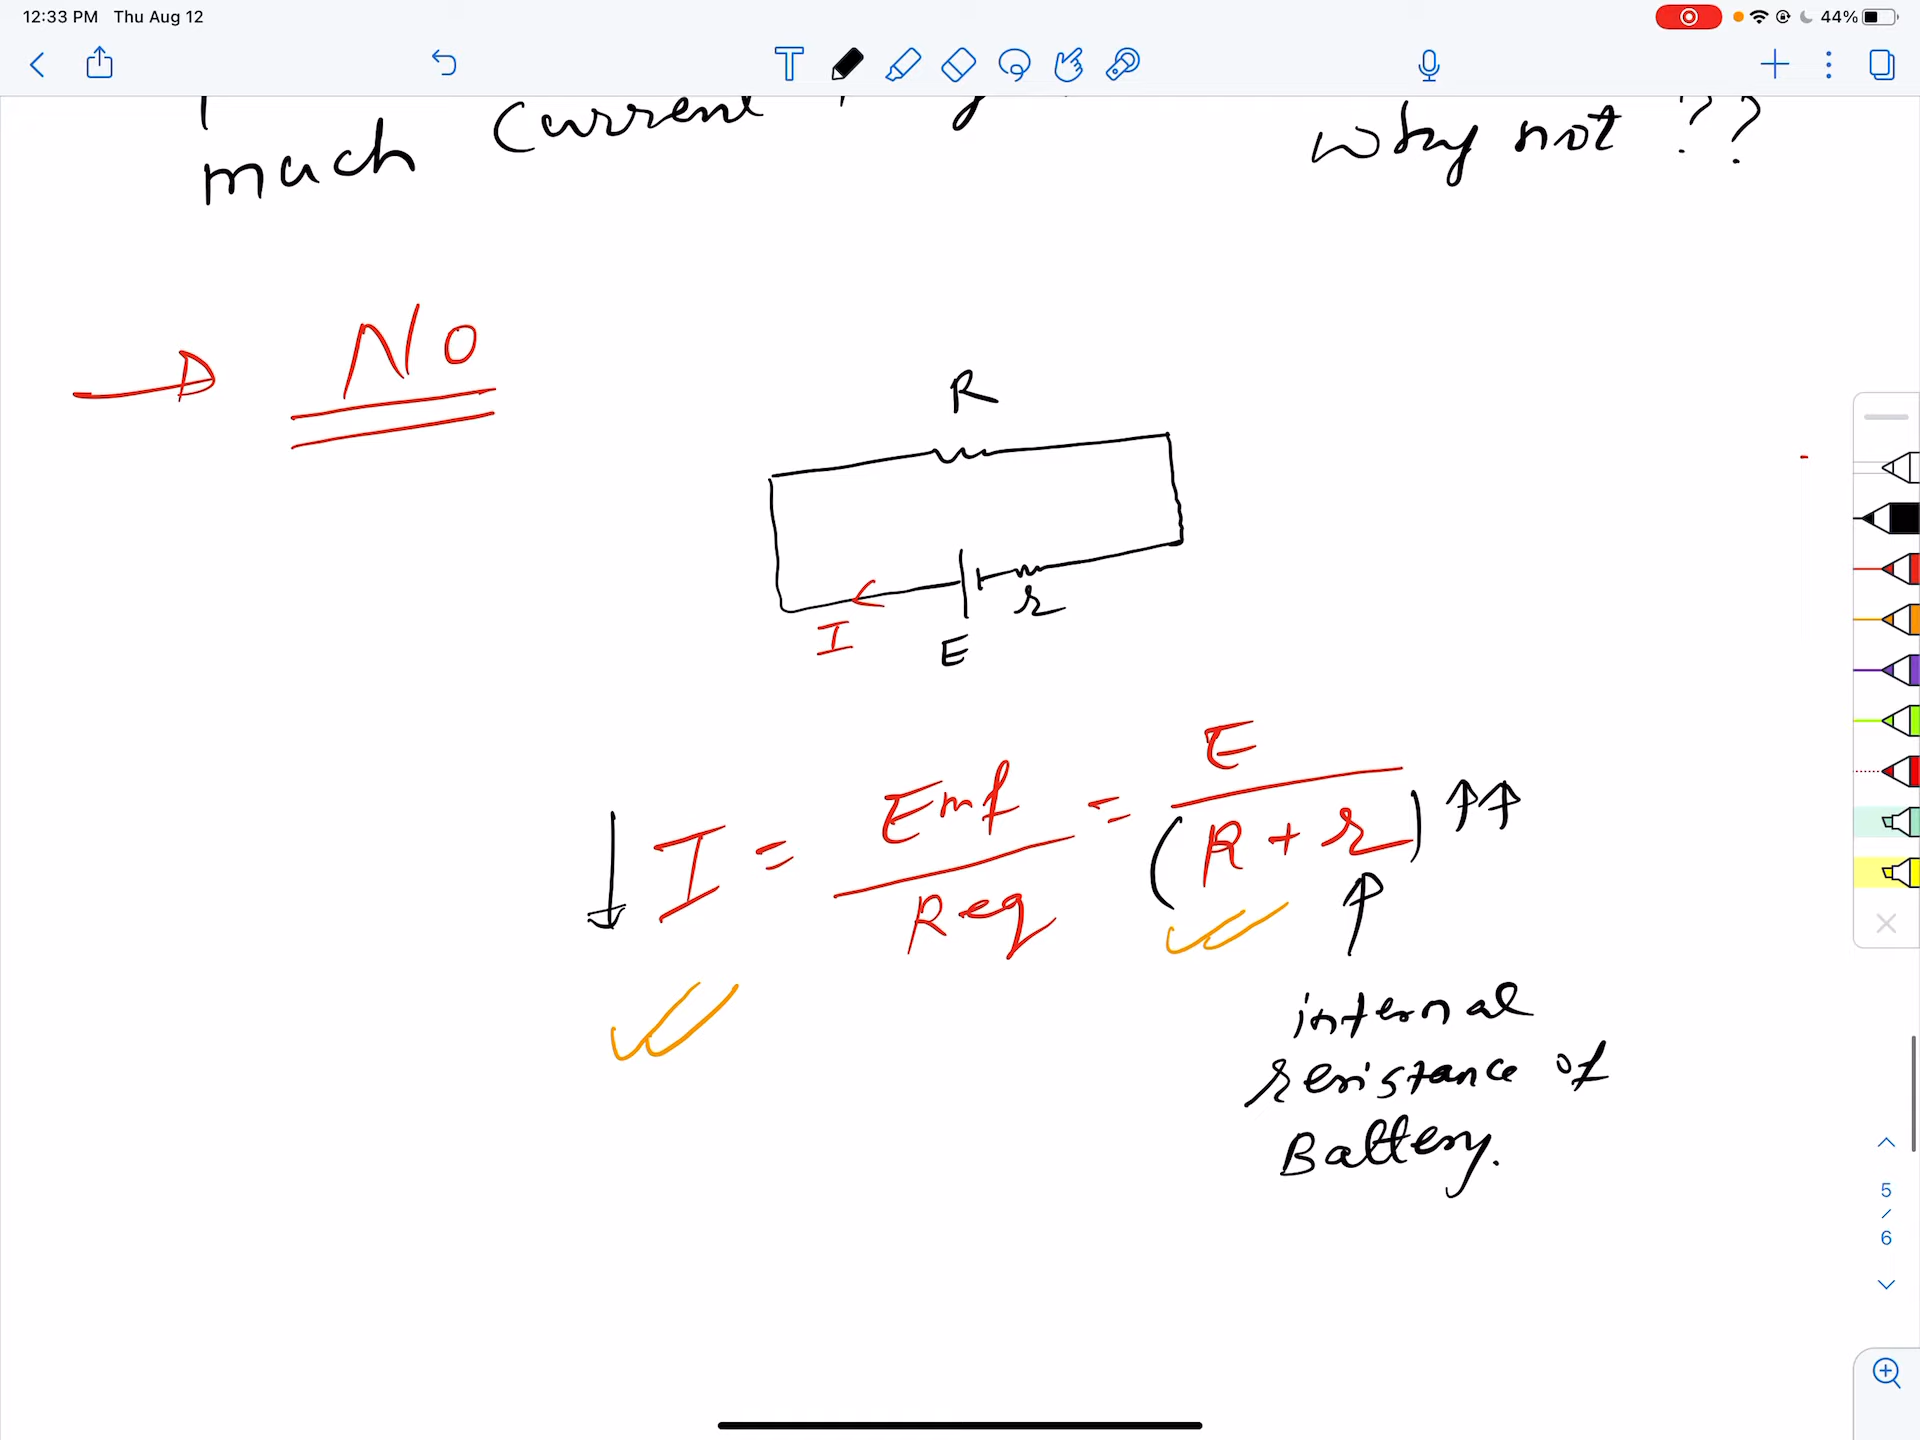 12:33 PM Thu Aug 12 44%
current
much
why not ??
NO
R
I
E
r
I = Emf / Req = E / (R + r)
internal
resistance of
Battery.
5
/
6